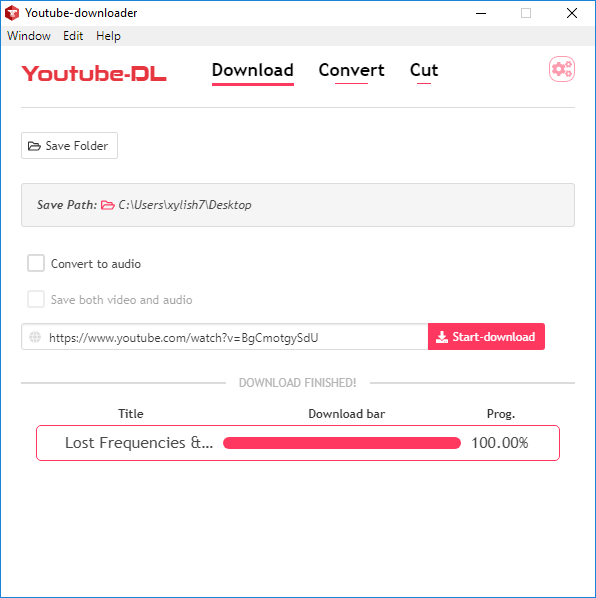 Youtube-downloader
Window Edit Help
Youtube-DL Download Convert Cut
Save Folder
Save Path: C:\Users\xylish7\Desktop
Convert to audio
Save both video and audio
https://www.youtube.com/watch?v=BgCmotgySdU Start-download
DOWNLOAD FINISHED!
Title Download bar Prog.
Lost Frequencies &... 100.00%